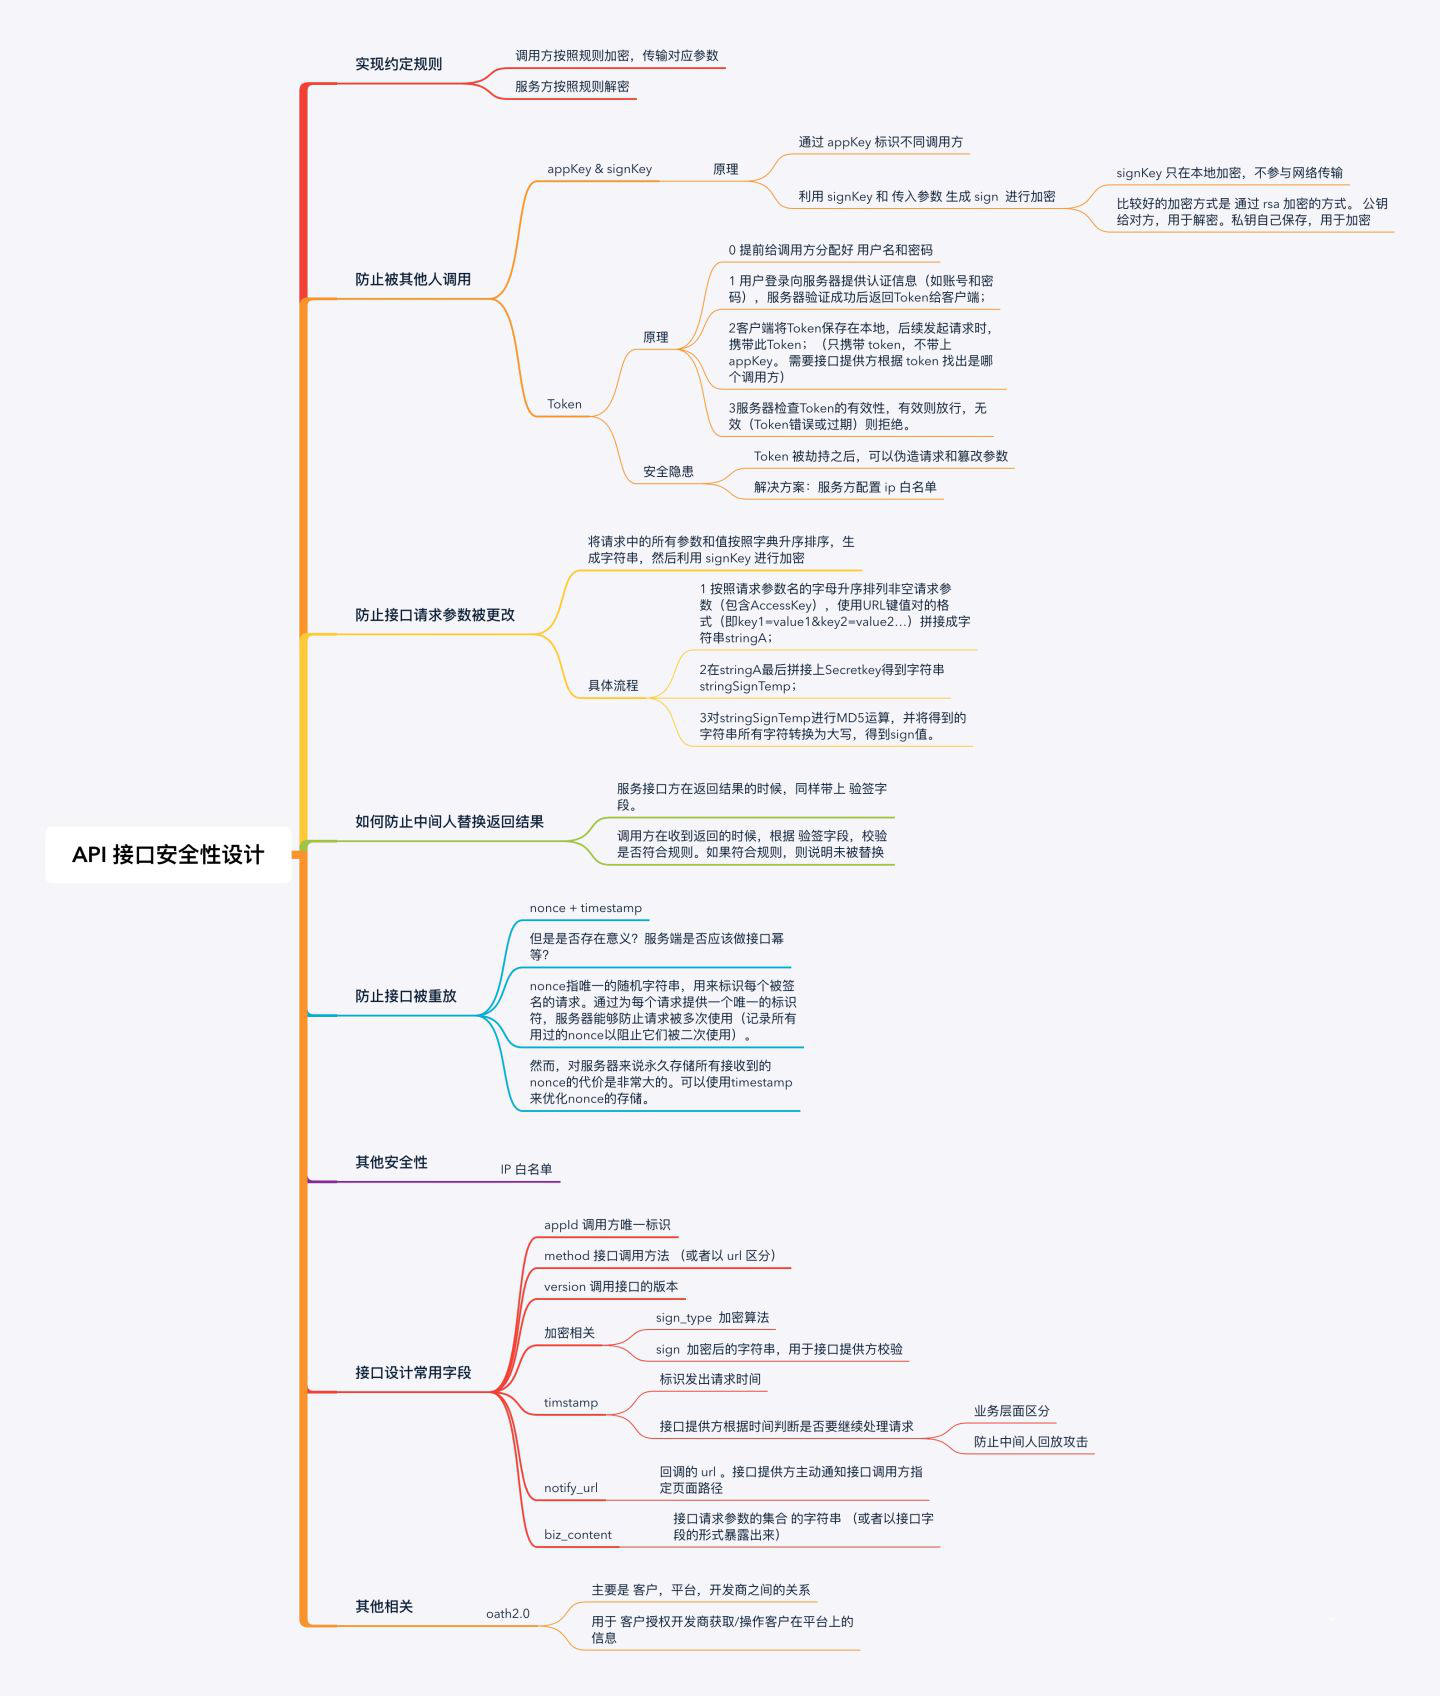 实现约定规则
调用方按照规则加密，传输对应参数
服务方按照规则解密
防止被其他人调用
appKey & signKey
原理
通过 appKey 标识不同调用方
利用 signKey 和 传入参数 生成 sign 进行加密
signKey 只在本地加密，不参与网络传输
比较好的加密方式是 通过 rsa 加密的方式。 公钥
给对方，用于解密。私钥自己保存，用于加密
Token
原理
0 提前给调用方分配好 用户名和密码
1 用户登录向服务器提供认证信息（如账号和密
码），服务器验证成功后返回Token给客户端；
2客户端将Token保存在本地，后续发起请求时，
携带此Token；（只携带 token，不带上
appKey。 需要接口提供方根据 token 找出是哪
个调用方）
3服务器检查Token的有效性，有效则放行，无
效（Token错误或过期）则拒绝。
安全隐患
Token 被劫持之后，可以伪造请求和篡改参数
解决方案：服务方配置 ip 白名单
防止接口请求参数被更改
将请求中的所有参数和值按照字典升序排序，生
成字符串，然后利用 signKey 进行加密
具体流程
1 按照请求参数名的字母升序排列非空请求参
数（包含AccessKey），使用URL键值对的格
式（即key1=value1&key2=value2…）拼接成字
符串stringA；
2在stringA最后拼接上Secretkey得到字符串
stringSignTemp；
3对stringSignTemp进行MD5运算，并将得到的
字符串所有字符转换为大写，得到sign值。
API 接口安全性设计
如何防止中间人替换返回结果
服务接口方在返回结果的时候，同样带上 验签字
段。
调用方在收到返回的时候，根据 验签字段，校验
是否符合规则。如果符合规则，则说明未被替换
防止接口被重放
nonce + timestamp
但是是否存在意义？服务端是否应该做接口幂
等？
nonce指唯一的随机字符串，用来标识每个被签
名的请求。通过为每个请求提供一个唯一的标识
符，服务器能够防止请求被多次使用（记录所有
用过的nonce以阻止它们被二次使用）。
然而，对服务器来说永久存储所有接收到的
nonce的代价是非常大的。可以使用timestamp
来优化nonce的存储。
其他安全性
IP 白名单
接口设计常用字段
appId 调用方唯一标识
method 接口调用方法 （或者以 url 区分）
version 调用接口的版本
加密相关
sign_type 加密算法
sign 加密后的字符串，用于接口提供方校验
timstamp
标识发出请求时间
接口提供方根据时间判断是否要继续处理请求
业务层面区分
防止中间人回放攻击
notify_url
回调的 url 。接口提供方主动通知接口调用方指
定页面路径
biz_content
接口请求参数的集合 的字符串 （或者以接口字
段的形式暴露出来）
其他相关
oath2.0
主要是 客户，平台，开发商之间的关系
用于 客户授权开发商获取/操作客户在平台上的
信息